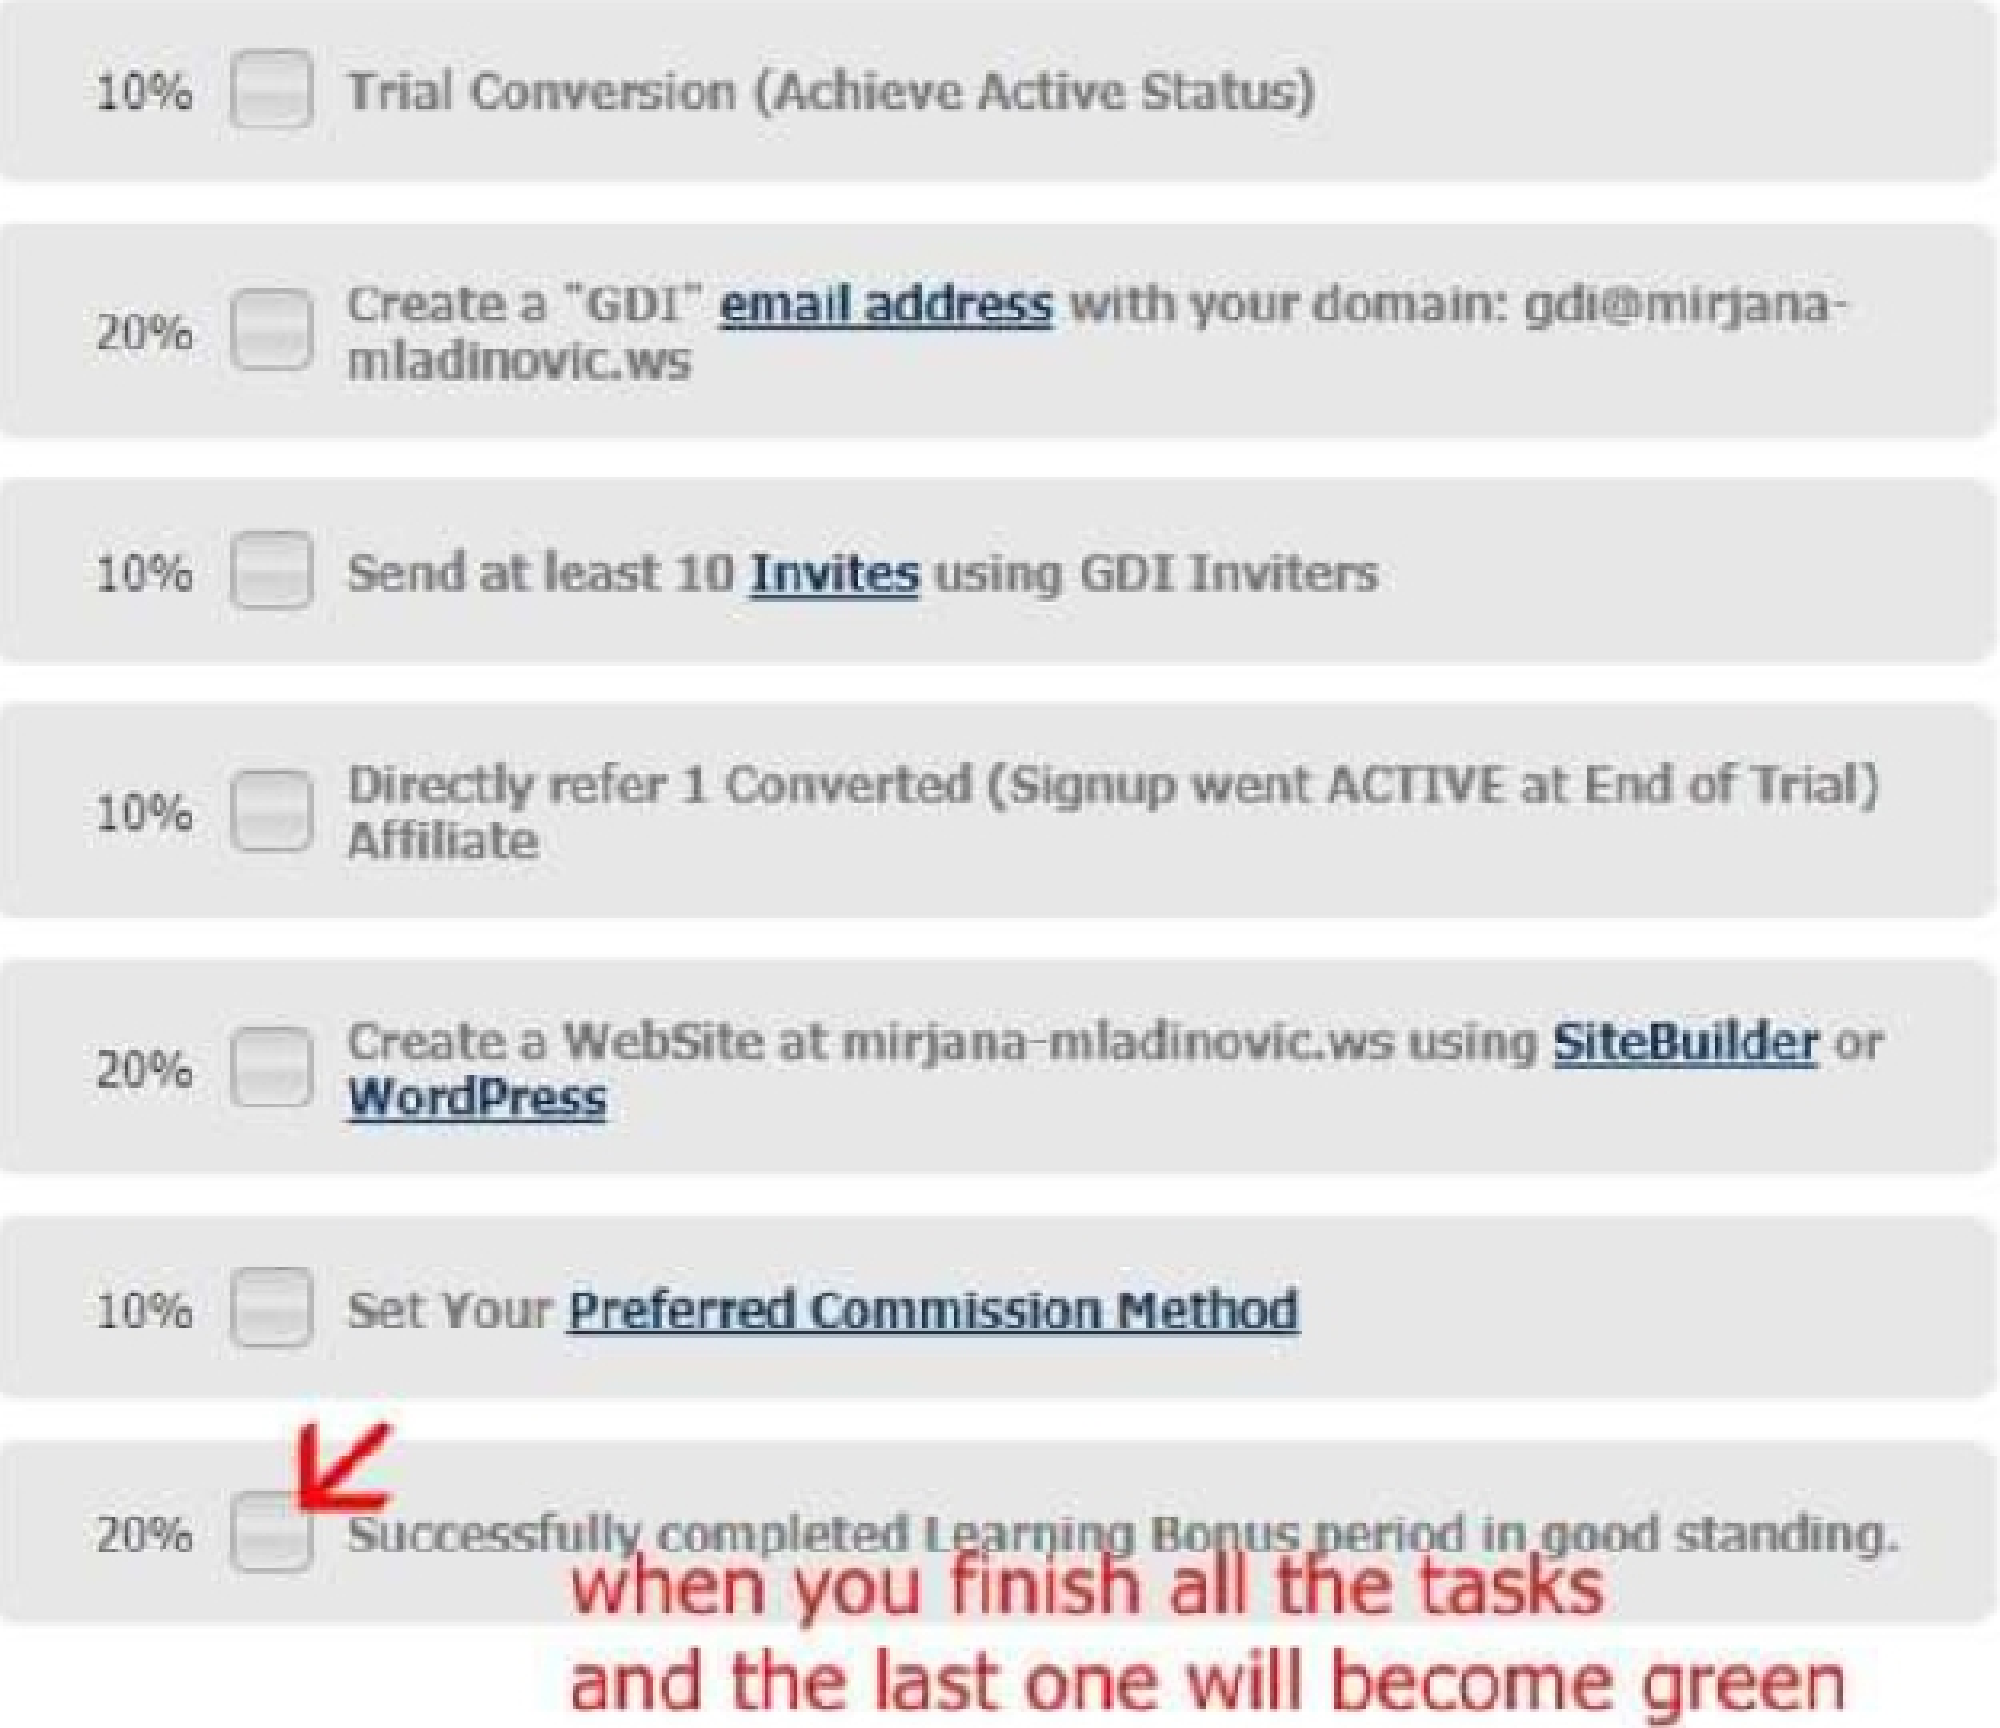 10% Trial Conversion (Achieve Active Status)
20% Create a "GDI" email address with your domain: gdi@mirjana-
mladinovic.ws
10% Send at least 10 Invites using GDI Inviters
10% Directly refer 1 Converted (Signup went ACTIVE at End of Trial)
Affiliate
20% Create a WebSite at mirjana-mladinovic.ws using SiteBuilder or
WordPress
10% Set Your Preferred Commission Method
20% Successfully completed Learning Bonus period in good standing.
when you finish all the tasks
and the last one will become green